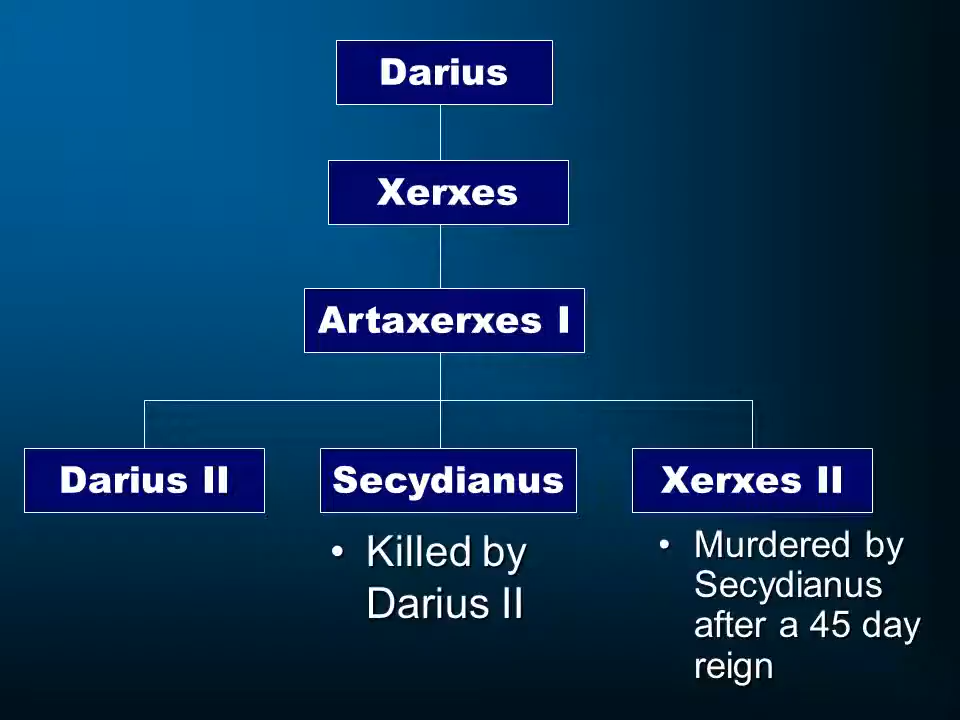 Darius
Xerxes
Artaxerxes I
Darius II
Secydianus
Xerxes II
• Killed by
Darius II
• Murdered by
Secydianus
after a 45 day
reign